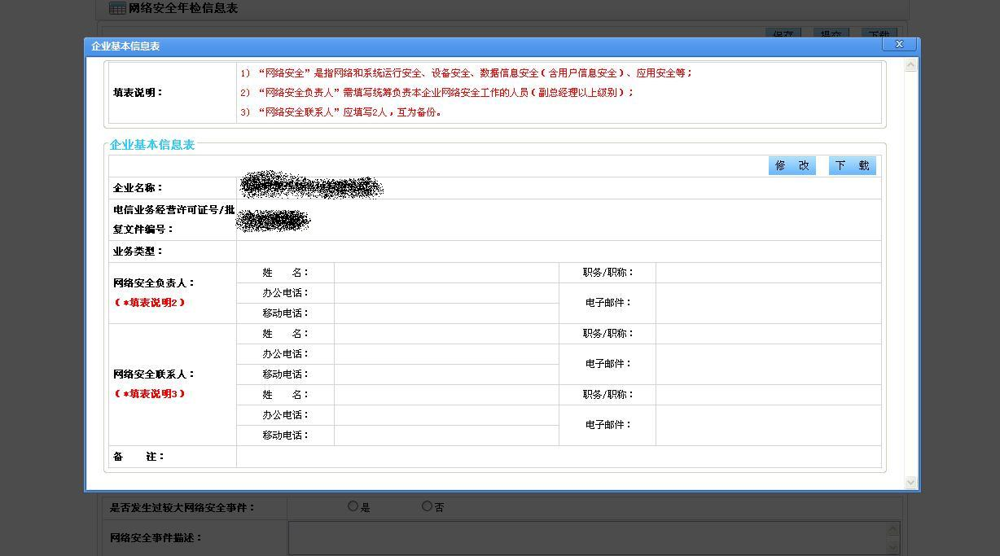 网络安全年检信息表
保存 提交 下载
企业基本信息表
填表说明：
1）“网络安全”是指网络和系统运行安全、设备安全、数据信息安全（含用户信息安全）、应用安全等；
2）“网络安全负责人”需填写统筹负责本企业网络安全工作的人员（副总经理以上级别）；
3）“网络安全联系人”应填写2人，互为备份。
企业基本信息表
修 改 下 载
企业名称：
电信业务经营许可证号/批
复文件编号：
业务类型：
网络安全负责人：
（*填表说明2）
姓 名： 职务/职称：
办公电话：
电子邮件：
移动电话：
网络安全联系人：
（*填表说明3）
姓 名： 职务/职称：
办公电话：
电子邮件：
移动电话：
姓 名： 职务/职称：
办公电话：
电子邮件：
移动电话：
备 注：
是否发生过较大网络安全事件： 是 否
网络安全事件描述：